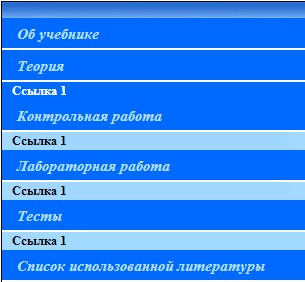 Об учебнике
Теория
Ссылка 1
Контрольная работа
Ссылка 1
Лабораторная работа
Ссылка 1
Тесты
Ссылка 1
Список использованной литературы